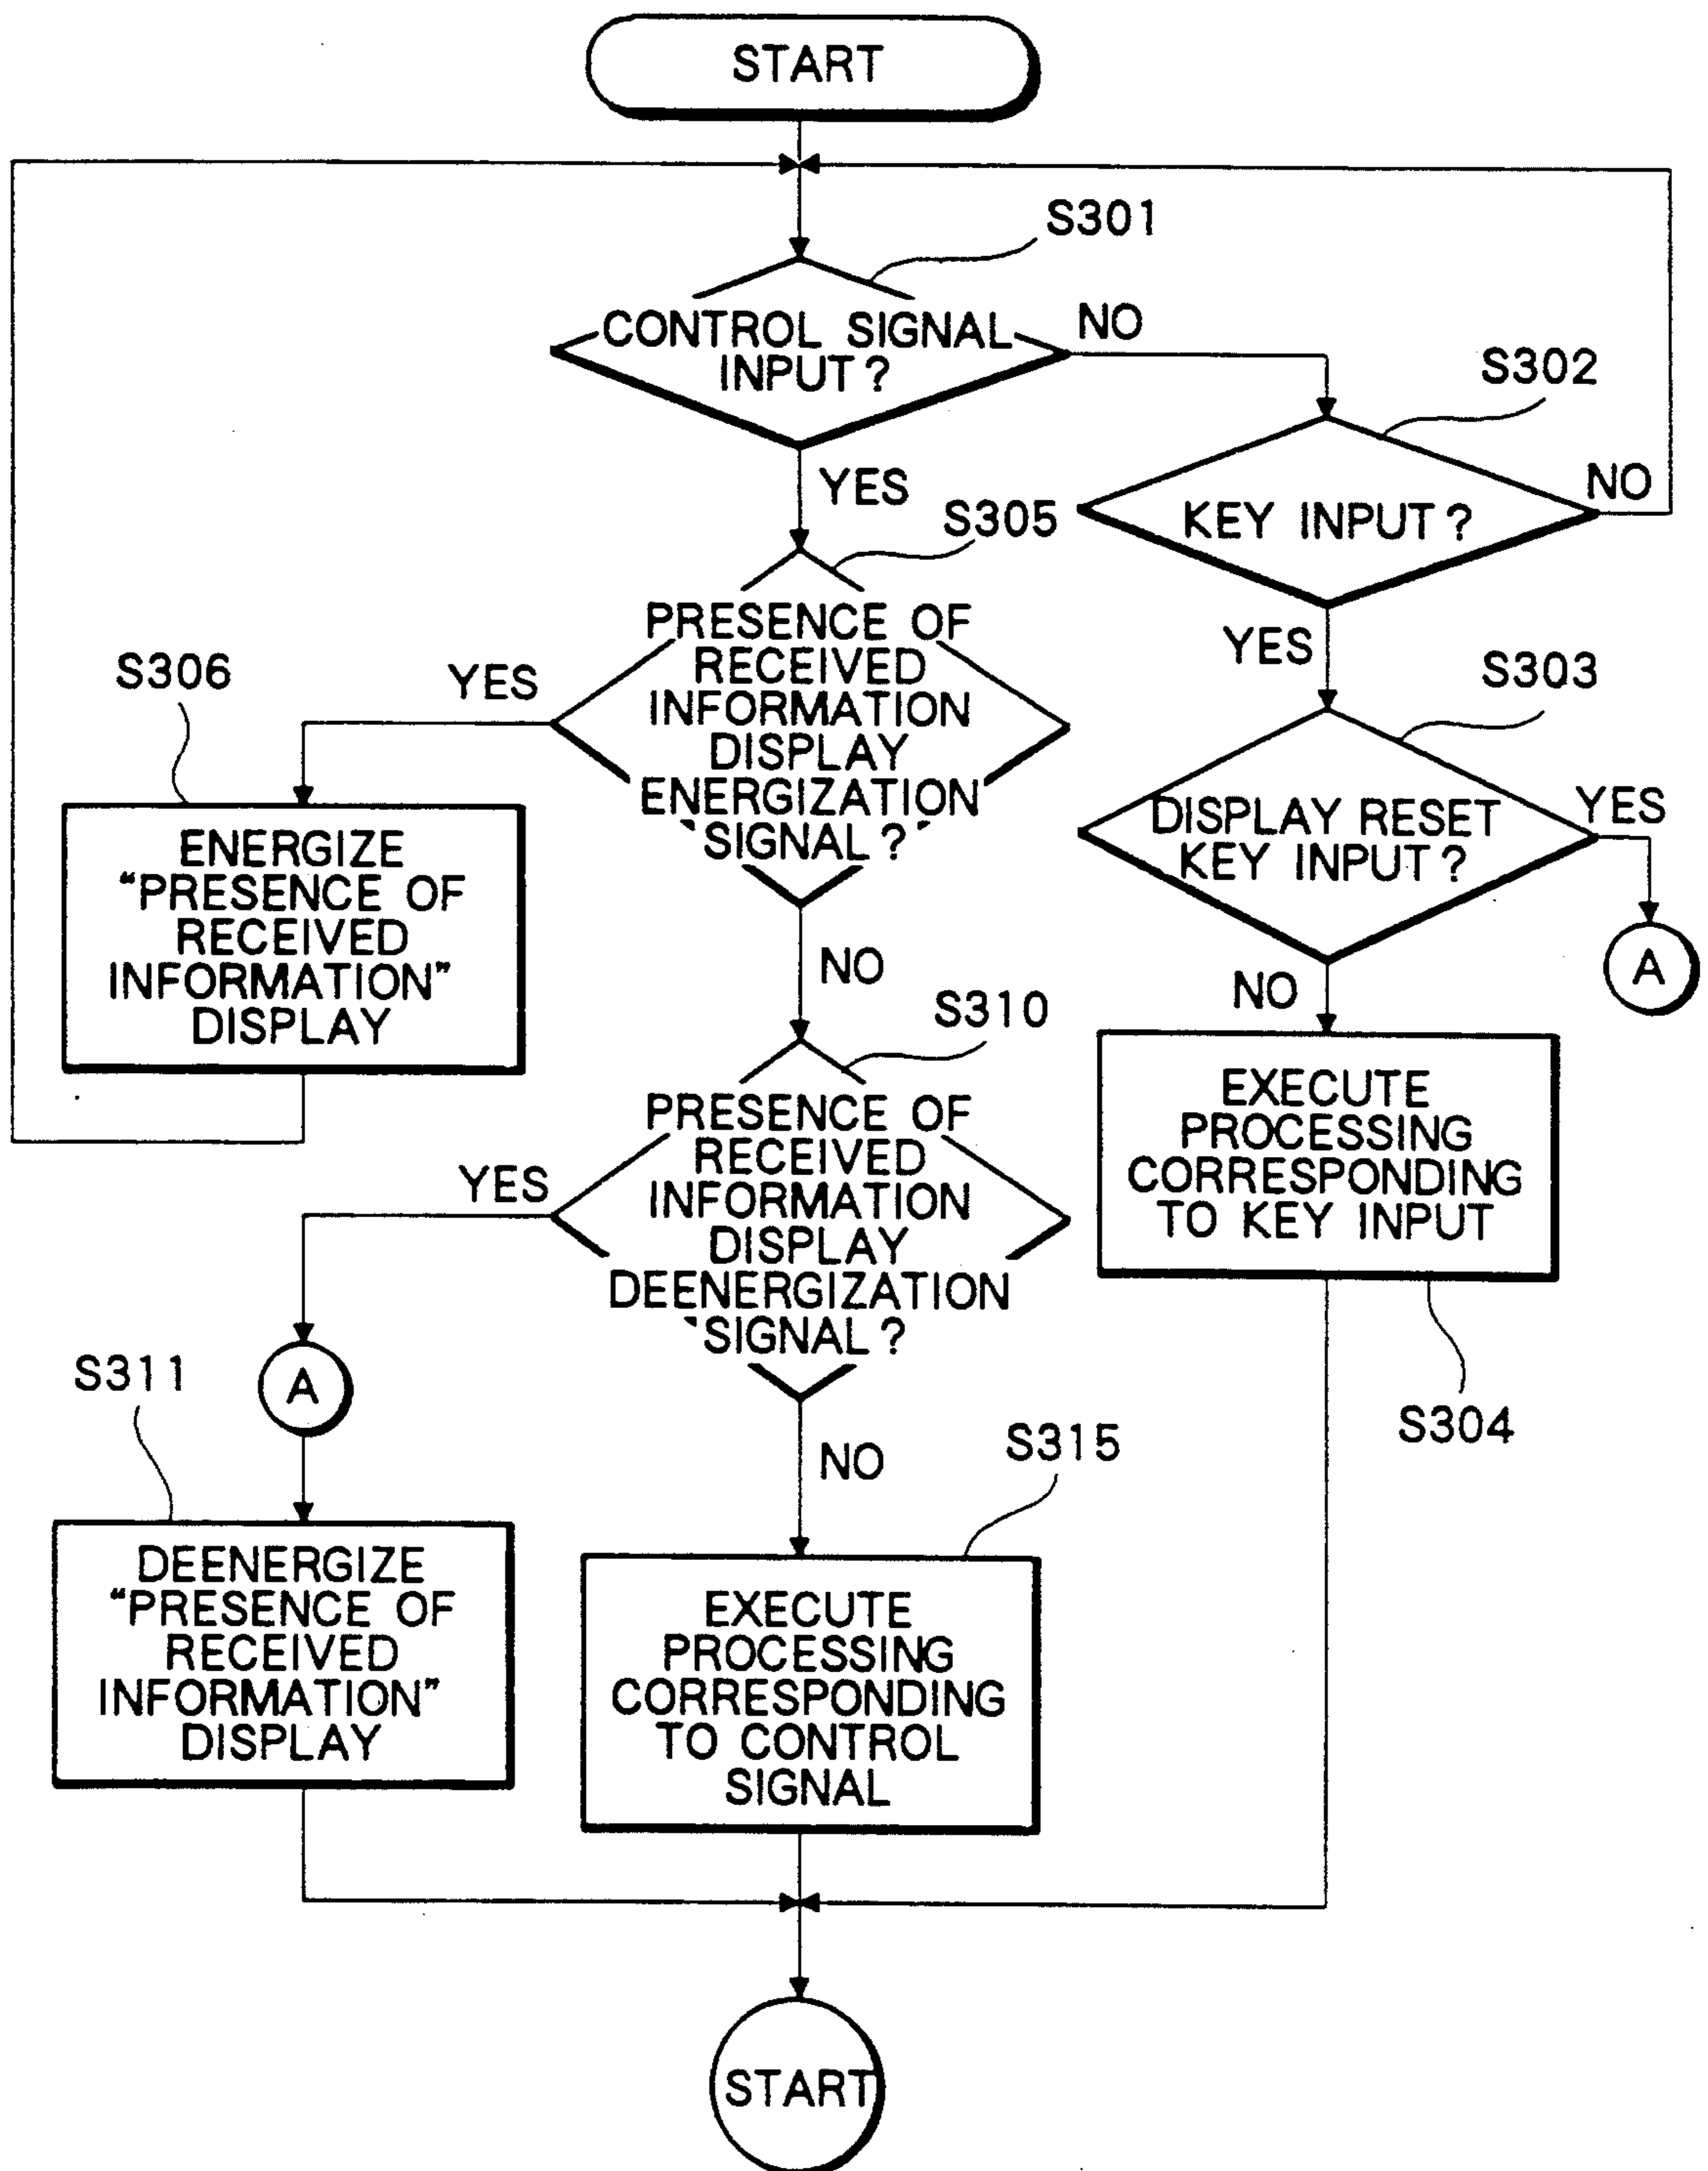 START
S301
CONTROL SIGNAL
INPUT?
NO
S302
KEY INPUT?
NO
YES
YES
S305
PRESENCE OF
RECEIVED
INFORMATION
DISPLAY
ENERGIZATION
SIGNAL?
YES
S306
ENERGIZE
“PRESENCE OF
RECEIVED
INFORMATION”
DISPLAY
S303
DISPLAY RESET
KEY INPUT?
YES
A
NO
NO
S310
PRESENCE OF
RECEIVED
INFORMATION
DISPLAY
DEENERGIZATION
SIGNAL?
YES
EXECUTE
PROCESSING
CORRESPONDING
TO KEY INPUT
S304
A
S311
DEENERGIZE
“PRESENCE OF
RECEIVED
INFORMATION”
DISPLAY
NO
S315
EXECUTE
PROCESSING
CORRESPONDING
TO CONTROL
SIGNAL
START